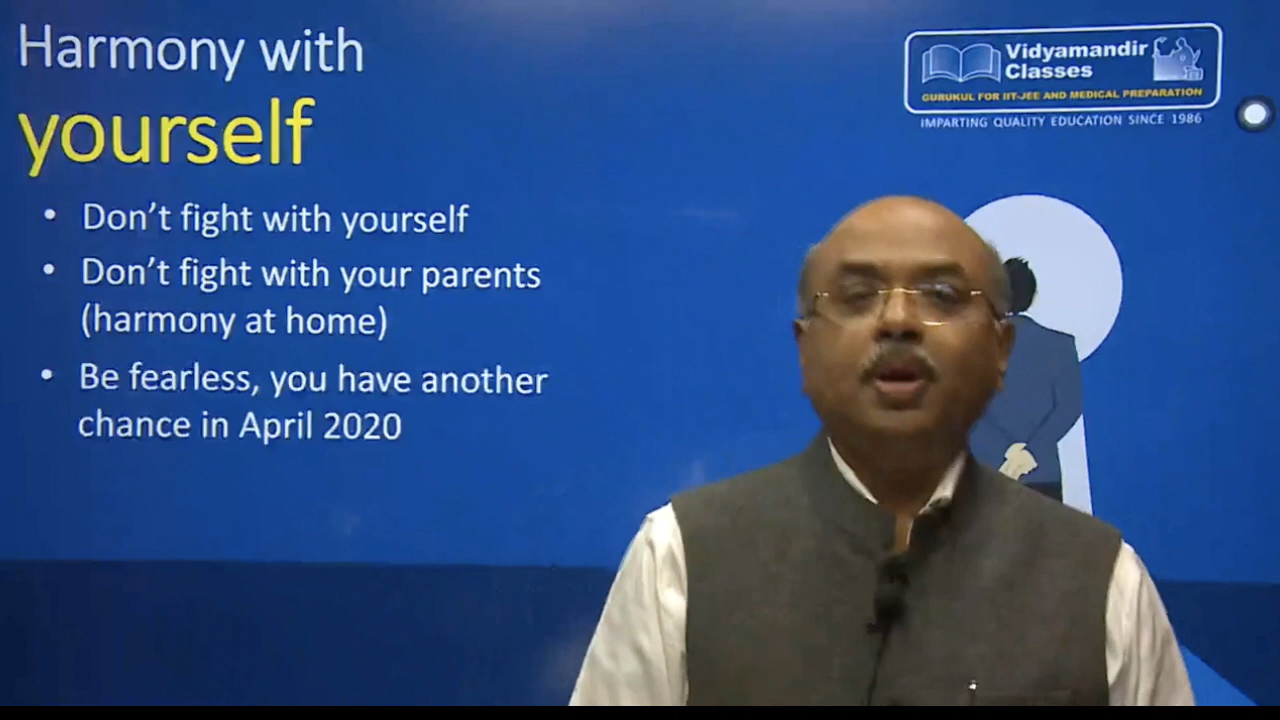 Harmony with
yourself
• Don't fight with yourself
• Don't fight with your parents
(harmony at home)
• Be fearless, you have another
chance in April 2020
Vidyamandir
Classes
GURUKUL FOR IIT-JEE AND MEDICAL PREPARATION
IMPARTING QUALITY EDUCATION SINCE 1986